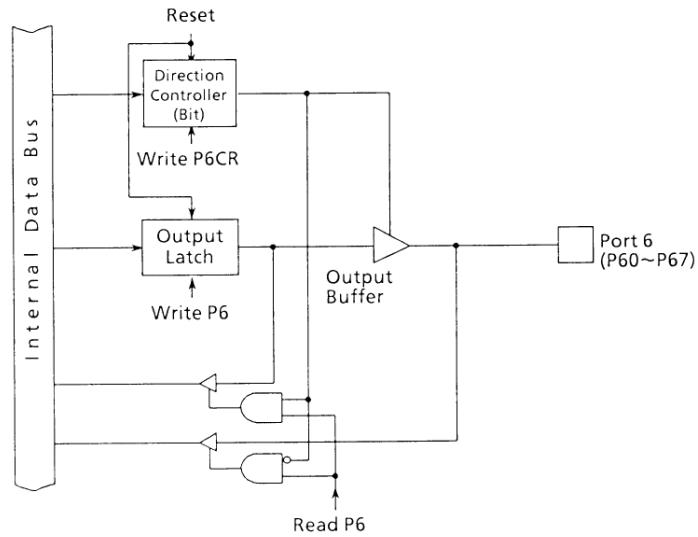 Reset
Direction
Controller
(Bit)
Write P6CR
Internal Data Bus
Output
Latch
Write P6
Output
Buffer
Port 6
(P60~P67)
Read P6